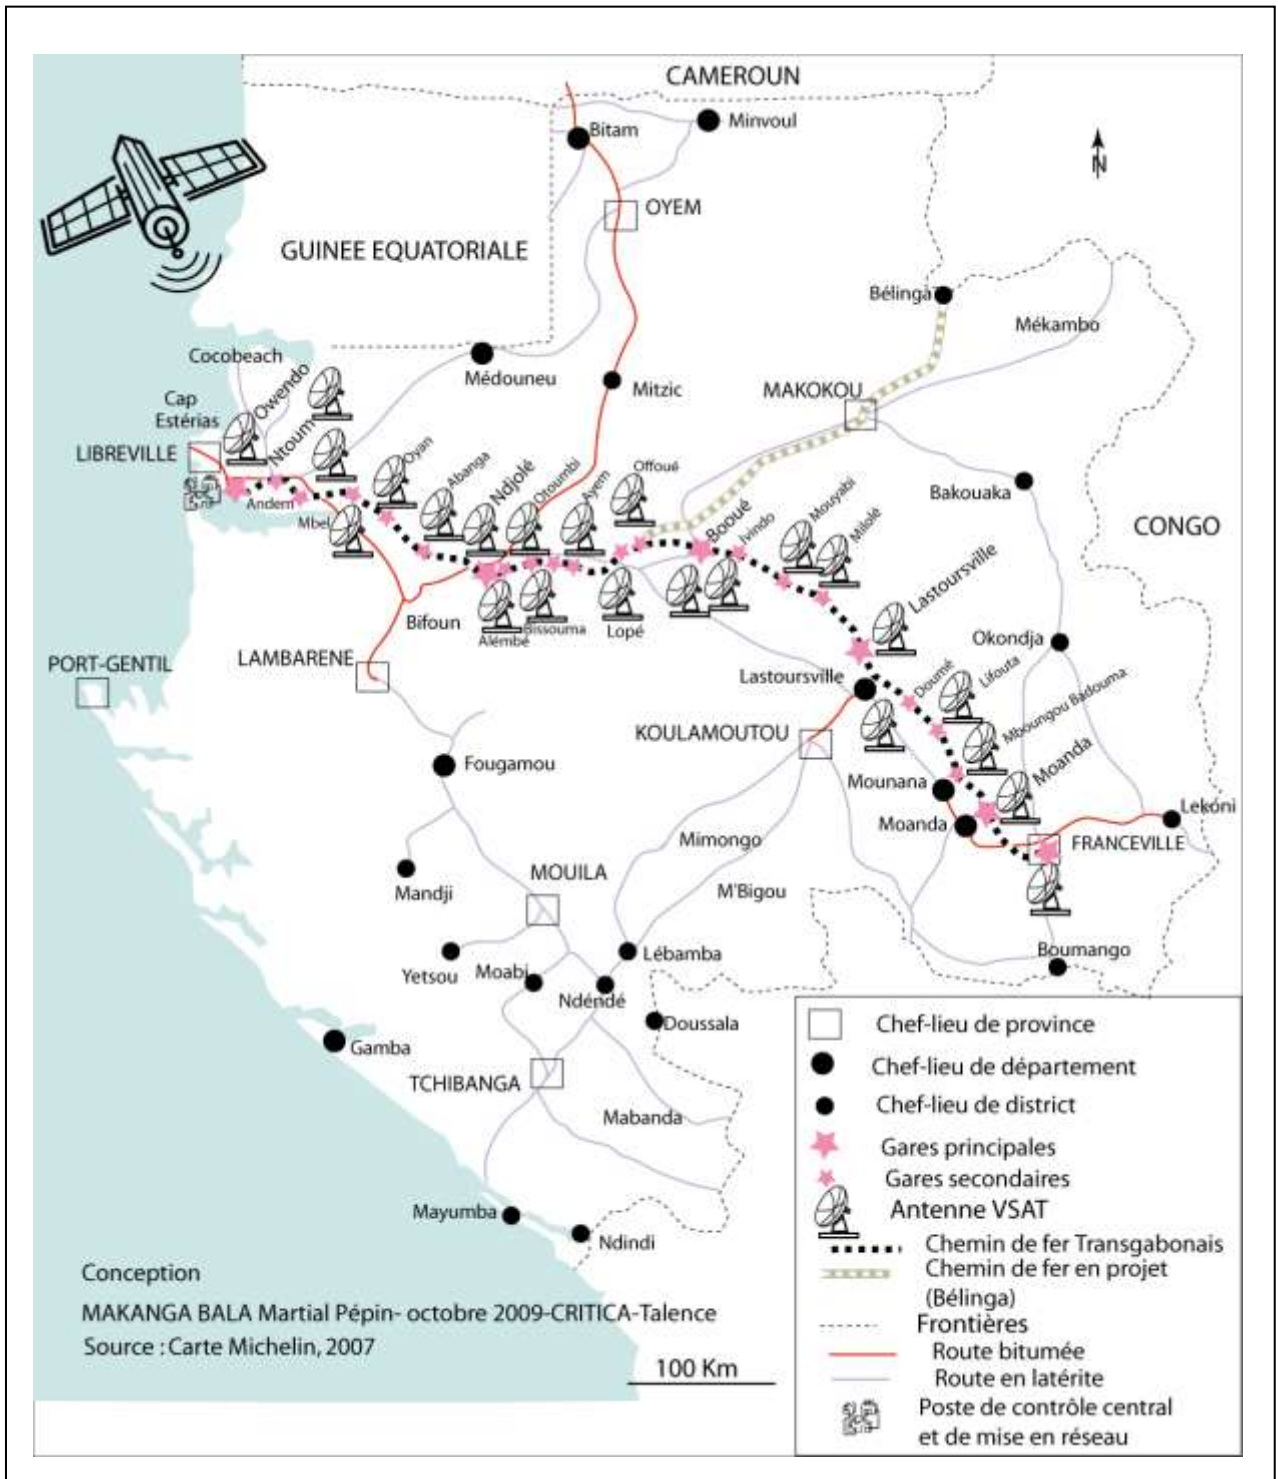 CAMEROUN
Bitam
Minvoul
N
OYEM
GUINEE EQUATORIALE
Bélinga
Mékambo
Cocobeach
Médouneu
Mitzic
MAKOKOU
Cap
Estérias
Owendo
LIBREVILLE
Ntoum
Andem
Mbel
Oyan
Abanga
Ndjolé
Otoumbi
Ayem
Offoué
Booué
Ivindo
Mouyabi
Milolé
Bakouaka
CONGO
Bifoun
Alémbé
Bissouma
Lopé
Lastoursville
Okondja
PORT-GENTIL
LAMBARENE
Lastoursville
Doumé
Lifouta
Mboungou Badouma
KOULAMOUTOU
Fougamou
Mounana
Moanda
Moanda
Lekoni
FRANCEVILLE
Mimongo
M'Bigou
Mandji
MOUILA
Yetsou
Moabi
Lébamba
Ndéndé
Boumango
Doussala
Gamba
TCHIBANGA
Mabanda
Mayumba
Ndindi
Chef-lieu de province
Chef-lieu de département
Chef-lieu de district
Gares principales
Gares secondaires
Antenne VSAT
Chemin de fer Transgabonais
Chemin de fer en projet
(Bélinga)
Frontières
Route bitumée
Route en latérite
Poste de contrôle central
et de mise en réseau
Conception
MAKANGA BALA Martial Pépin- octobre 2009-CRITICA-Talence
Source : Carte Michelin, 2007
100 Km